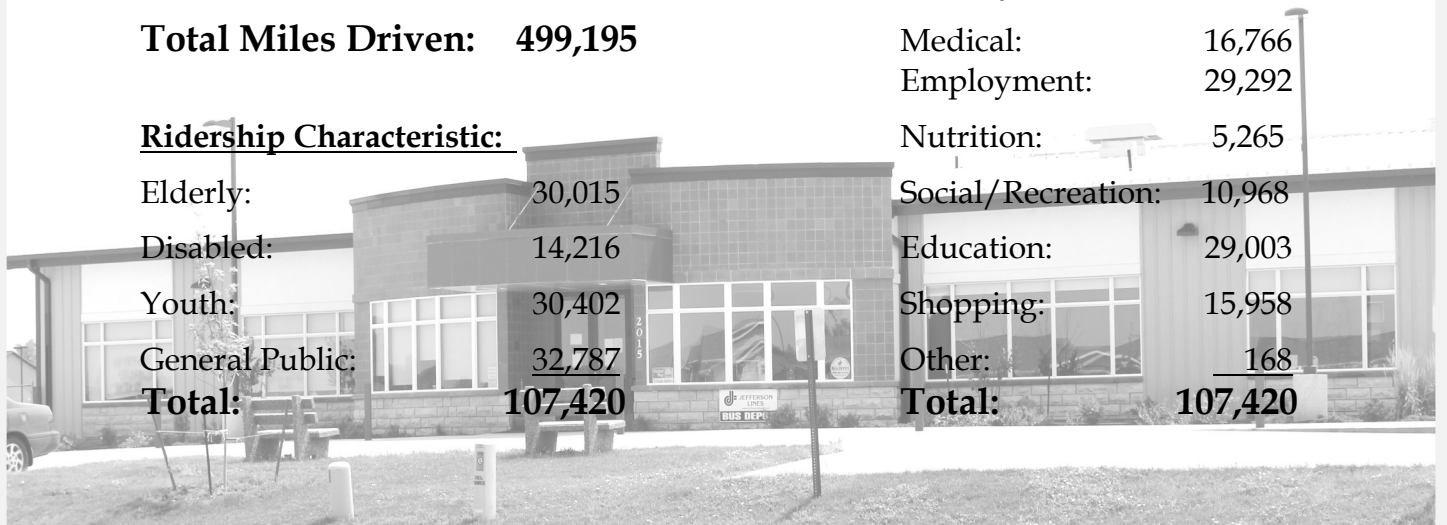 Total Miles Driven: 499,195
Ridership Characteristic:
Elderly: 30,015
Disabled: 14,216
Youth: 30,402
General Public: 32,787
Total: 107,420
Medical: 16,766
Employment: 29,292
Nutrition: 5,265
Social/Recreation: 10,968
Education: 29,003
Shopping: 15,958
Other: 168
Total: 107,420
2015
JEFFERSON
LINES
BUS DEPO